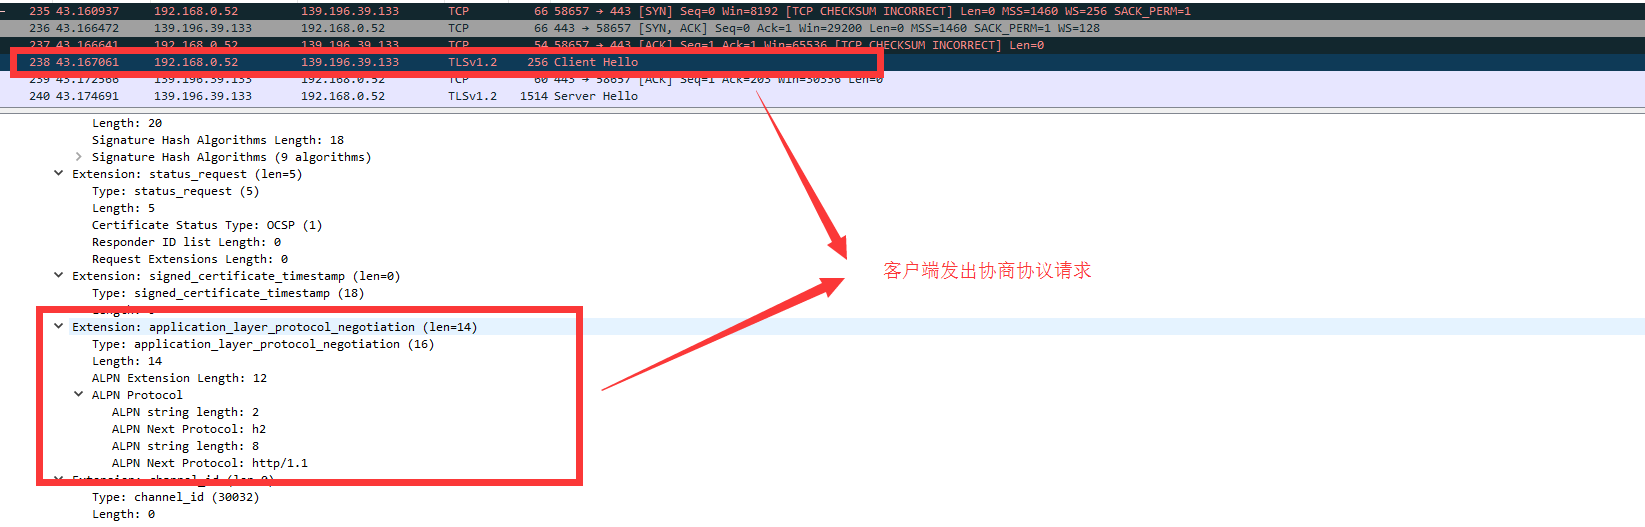 235 43.160937 192.168.0.52 139.196.39.133 TCP 66 58657 → 443 [SYN] Seq=0 Win=8192 [TCP CHECKSUM INCORRECT] Len=0 MSS=1460 WS=256 SACK_PERM=1
236 43.166472 139.196.39.133 192.168.0.52 TCP 66 443 → 58657 [SYN, ACK] Seq=0 Ack=1 Win=29200 Len=0 MSS=1460 SACK_PERM=1 WS=128
237 43.166641 192.168.0.52 139.196.39.133 TCP 54 58657 → 443 [ACK] Seq=1 Ack=1 Win=65536 [TCP CHECKSUM INCORRECT] Len=0
238 43.167061 192.168.0.52 139.196.39.133 TLSv1.2 256 Client Hello
239 43.172566 139.196.39.133 192.168.0.52 TCP 60 443 → 58657 [ACK] Seq=1 Ack=203 Win=30336 Len=0
240 43.174691 139.196.39.133 192.168.0.52 TLSv1.2 1514 Server Hello
Length: 20
Signature Hash Algorithms Length: 18
Signature Hash Algorithms (9 algorithms)
Extension: status_request (len=5)
Type: status_request (5)
Length: 5
Certificate Status Type: OCSP (1)
Responder ID list Length: 0
Request Extensions Length: 0
Extension: signed_certificate_timestamp (len=0)
Type: signed_certificate_timestamp (18)
Length: 0
Extension: application_layer_protocol_negotiation (len=14)
Type: application_layer_protocol_negotiation (16)
Length: 14
ALPN Extension Length: 12
ALPN Protocol
ALPN string length: 2
ALPN Next Protocol: h2
ALPN string length: 8
ALPN Next Protocol: http/1.1
Extension: channel_id (len=0)
Type: channel_id (30032)
Length: 0
客户端发出协商协议请求